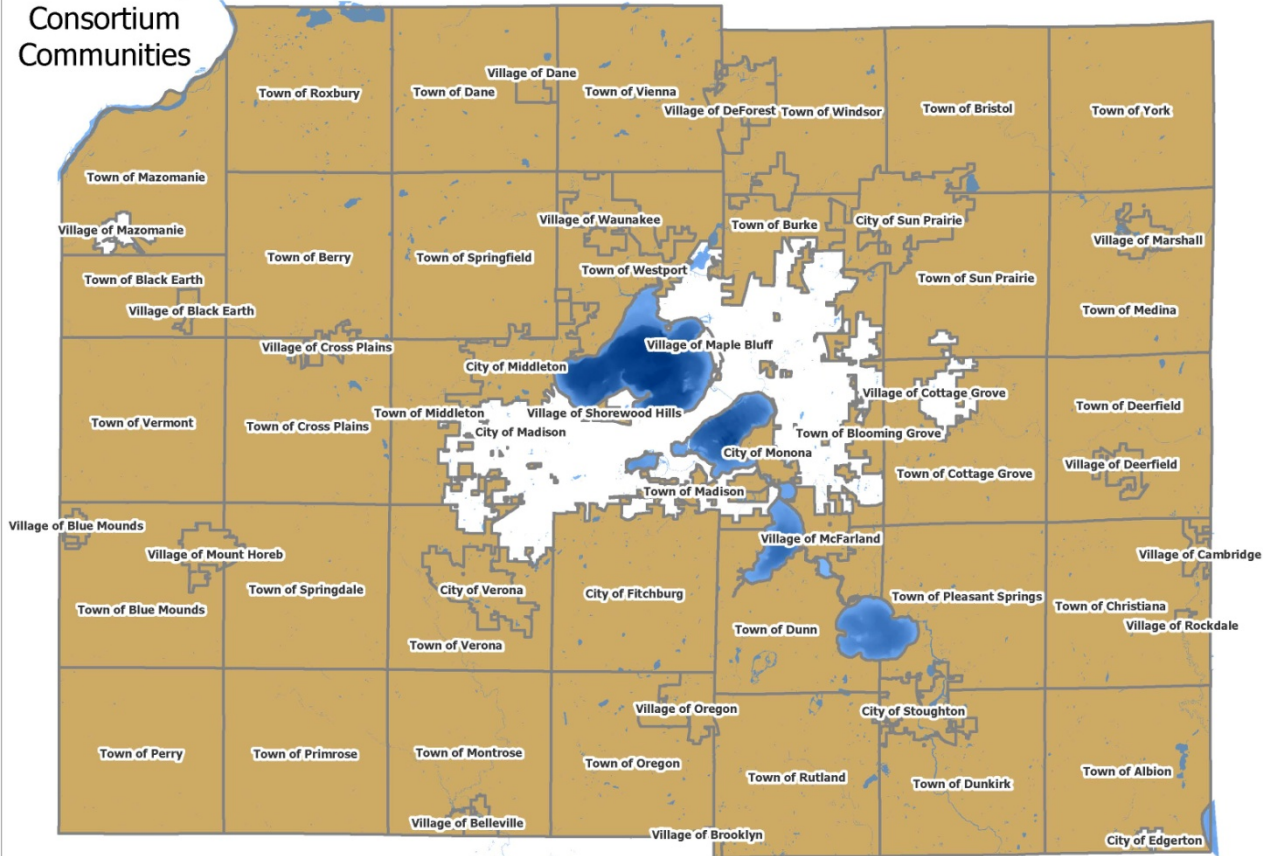 Consortium
Communities
Village of Dane
Town of Roxbury
Town of Dane
Town of Vienna
Village of DeForest
Town of Windsor
Town of Bristol
Town of York
Town of Mazomanie
Village of Mazomanie
Village of Waunakee
Town of Burke
City of Sun Prairie
Village of Marshall
Town of Black Earth
Town of Berry
Town of Springfield
Town of Westport
Town of Sun Prairie
Village of Black Earth
Town of Medina
Village of Cross Plains
City of Middleton
Village of Maple Bluff
Village of Cottage Grove
Town of Vermont
Town of Cross Plains
Town of Middleton
Village of Shorewood Hills
Town of Deerfield
City of Madison
Town of Blooming Grove
City of Monona
Town of Cottage Grove
Village of Deerfield
Town of Madison
Village of Blue Mounds
Village of Mount Horeb
Village of McFarland
Village of Cambridge
Town of Blue Mounds
Town of Springdale
City of Verona
City of Fitchburg
Town of Pleasant Springs
Town of Christiana
Village of Rockdale
Town of Verona
Town of Dunn
Village of Oregon
City of Stoughton
Town of Perry
Town of Primrose
Town of Montrose
Town of Oregon
Town of Rutland
Town of Dunkirk
Town of Albion
Village of Belleville
Village of Brooklyn
City of Edgerton